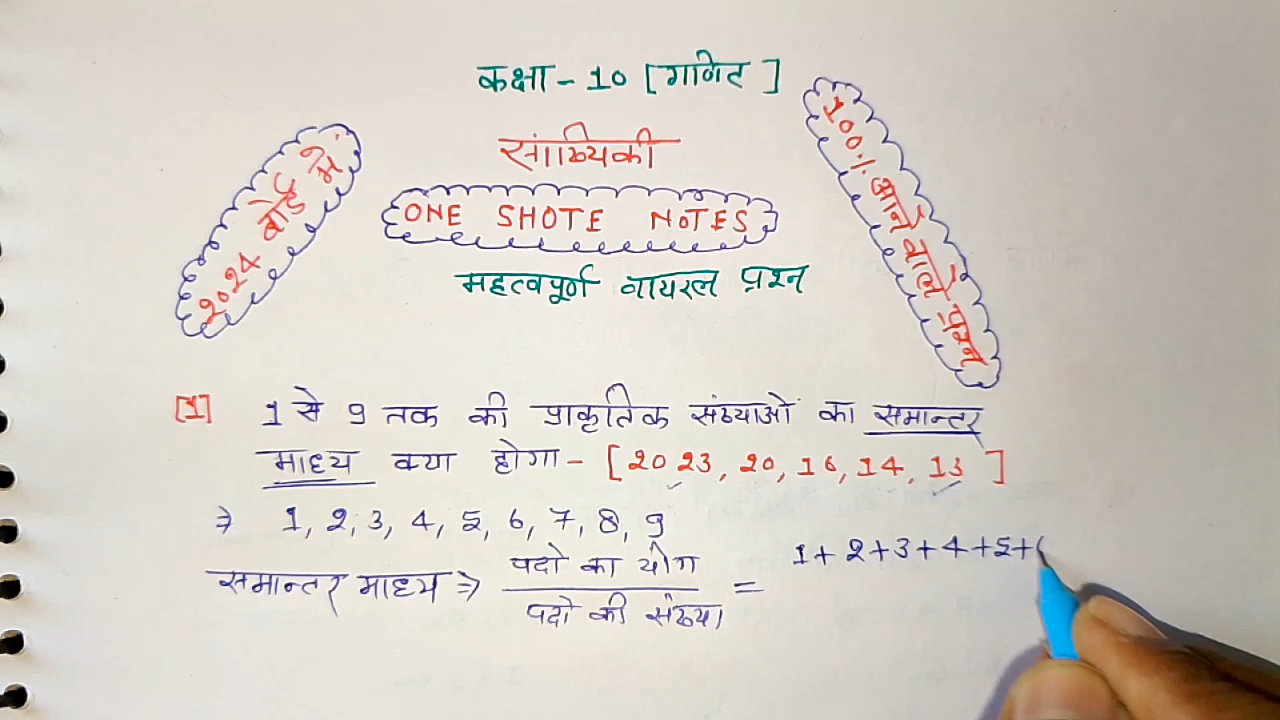 कक्षा - 10 [गणित]
सांख्यिकी
2024 बोर्ड में
ONE SHOTE NOTES
100% आने वाले प्रश्न
महत्वपूर्ण वायरल प्रश्न
[1] 1 से 9 तक की प्राकृतिक संख्याओं का समान्तर
माध्य क्या होगा - [2023, 20, 16, 14, 13]
⇒ 1, 2, 3, 4, 5, 6, 7, 8, 9
समान्तर माध्य ⇒ पदो का योग / पदो की संख्या = 1+2+3+4+5+